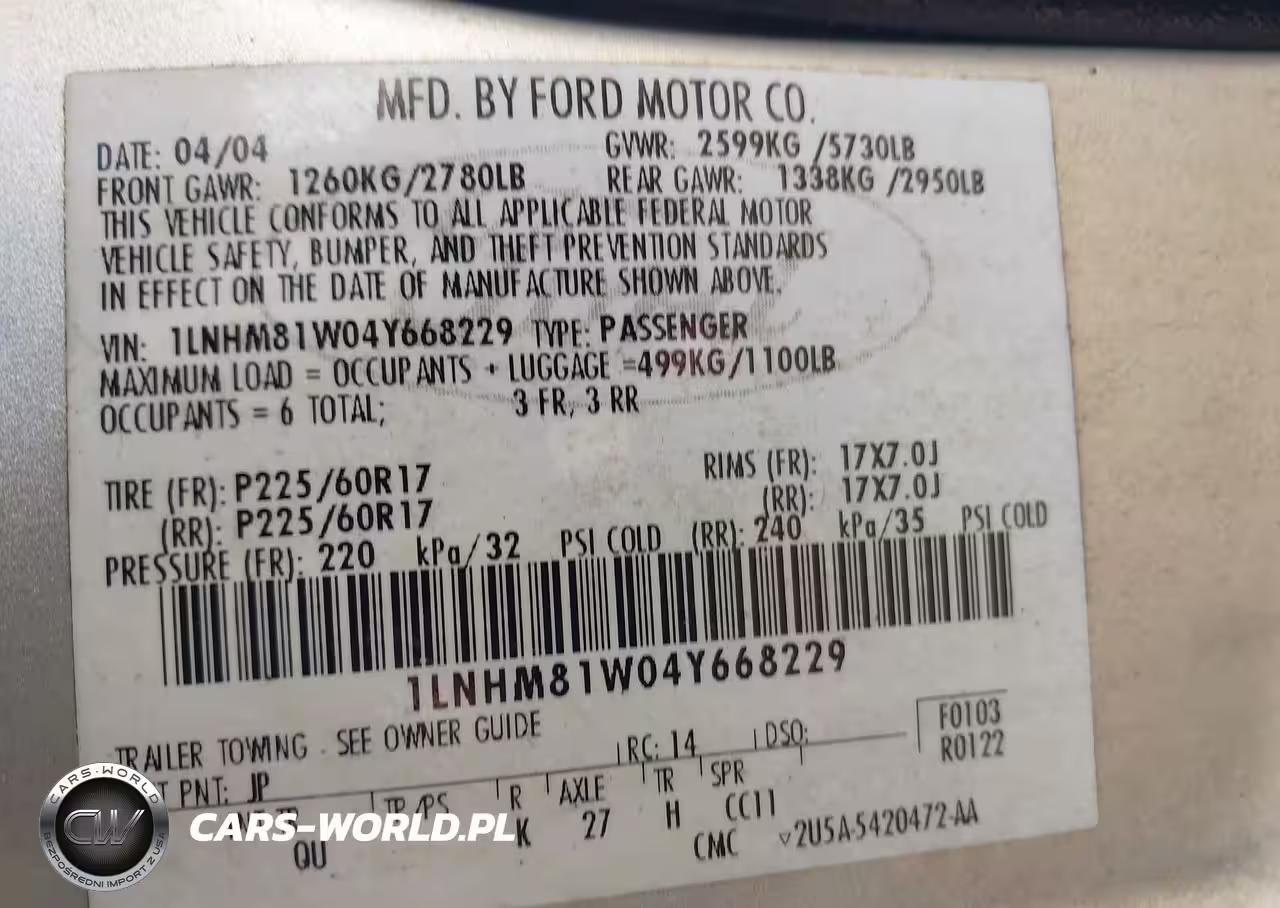 MFD. BY FORD MOTOR CO.
DATE: 04/04 GVWR: 2599KG /5730LB
FRONT GAWR: 1260KG/2780LB REAR GAWR: 1338KG /2950LB
THIS VEHICLE CONFORMS TO ALL APPLICABLE FEDERAL MOTOR
VEHICLE SAFETY, BUMPER, AND THEFT PREVENTION STANDARDS
IN EFFECT ON THE DATE OF MANUFACTURE SHOWN ABOVE.
VIN: 1LNHM81W04Y668229 TYPE: PASSENGER
MAXIMUM LOAD = OCCUPANTS + LUGGAGE =499KG/1100LB
OCCUPANTS = 6 TOTAL; 3 FR, 3 RR
TIRE (FR): P225/60R17 RIMS (FR): 17X7.0J
(RR): P225/60R17 (RR): 17X7.0J
PRESSURE (FR): 220 kPa/32 PSI COLD (RR): 240 kPa/35 PSI COLD
1LNHM81W04Y668229
TRAILER TOWING . SEE OWNER GUIDE
RC: 14 DSO: F0103
R0122
PNT: JP
TP/PS R AXLE TR SPR
QU K 27 H CC11
CMC 2U5A-5420472-AA
CARS-WORLD
CW
BEZPOŚREDNI IMPORT Z USA
CARS-WORLD.PL